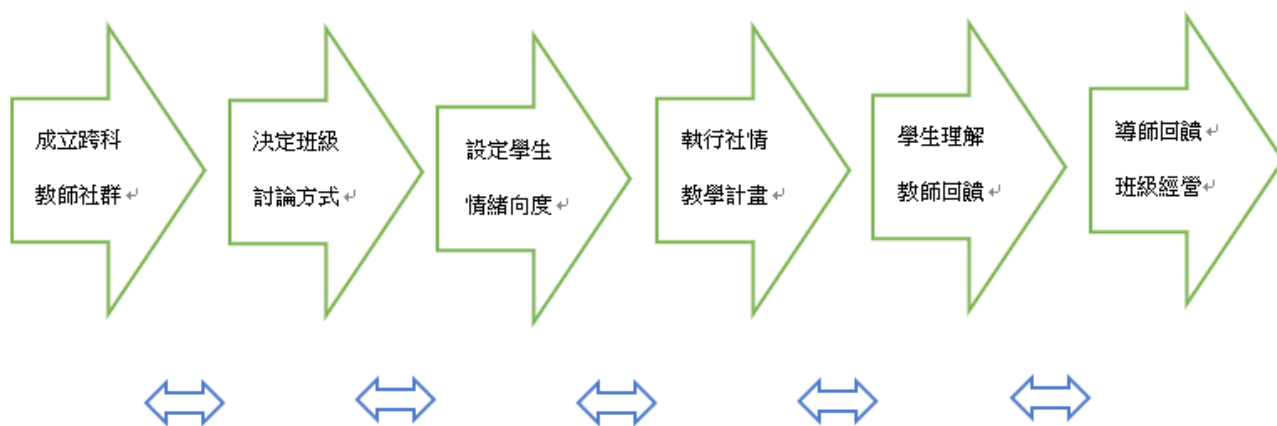 成立跨科
教師社群
決定班級
討論方式
設定學生
情緒向度
執行社情
教學計畫
學生理解
教師回饋
導師回饋
班級經營